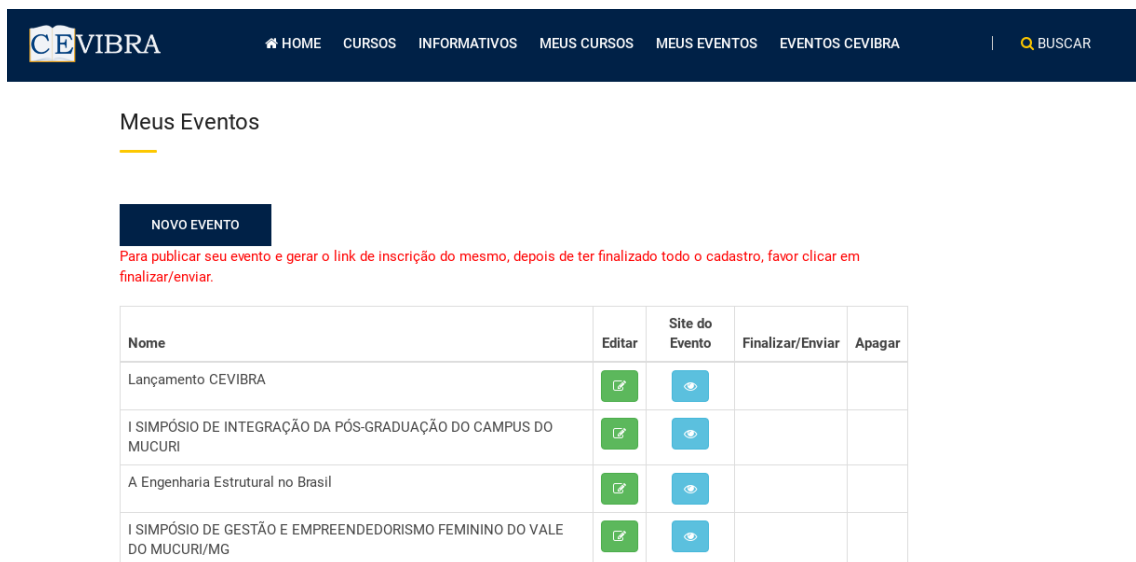 CEVIBRA
HOME CURSOS INFORMATIVOS MEUS CURSOS MEUS EVENTOS EVENTOS CEVIBRA | BUSCAR
Meus Eventos
NOVO EVENTO
Para publicar seu evento e gerar o link de inscrição do mesmo, depois de ter finalizado todo o cadastro, favor clicar em
finalizar/enviar.
Nome Editar Site do Evento Finalizar/Enviar Apagar
Lançamento CEVIBRA
I SIMPÓSIO DE INTEGRAÇÃO DA PÓS-GRADUAÇÃO DO CAMPUS DO
MUCURI
A Engenharia Estrutural no Brasil
I SIMPÓSIO DE GESTÃO E EMPREENDEDORISMO FEMININO DO VALE
DO MUCURI/MG